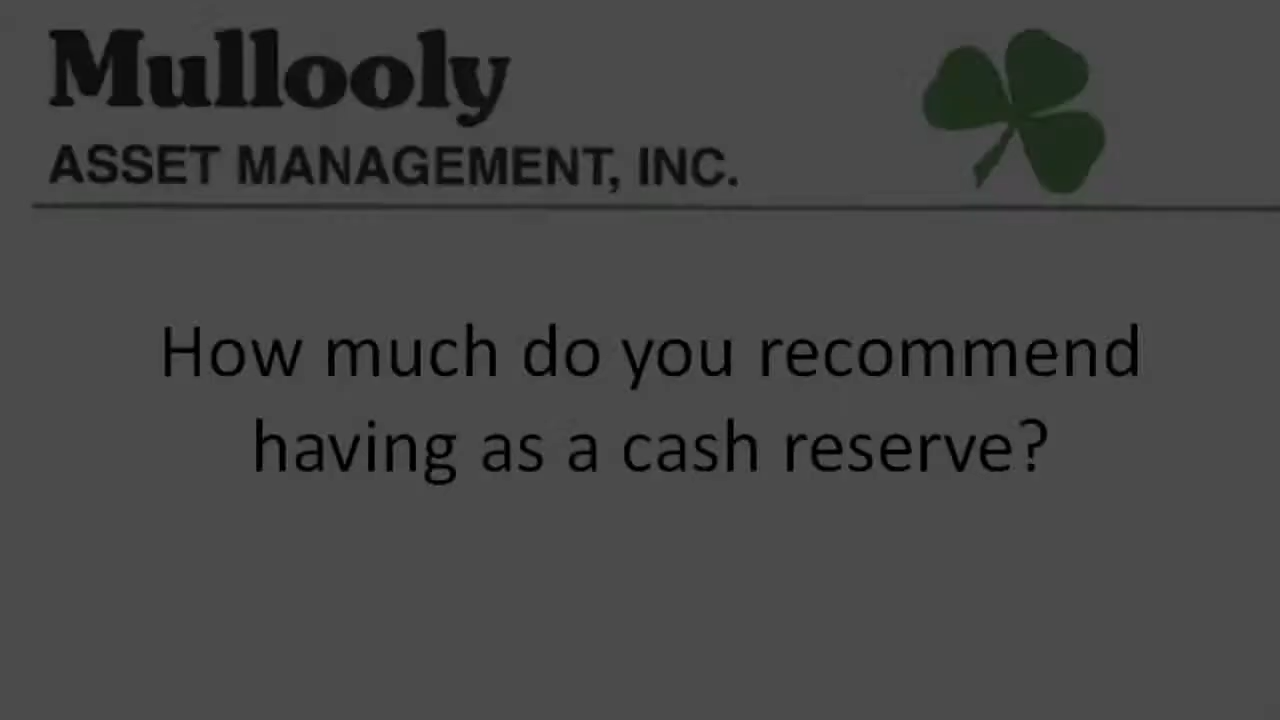 Mullooly
ASSET MANAGEMENT, INC.
How much do you recommend
having as a cash reserve?